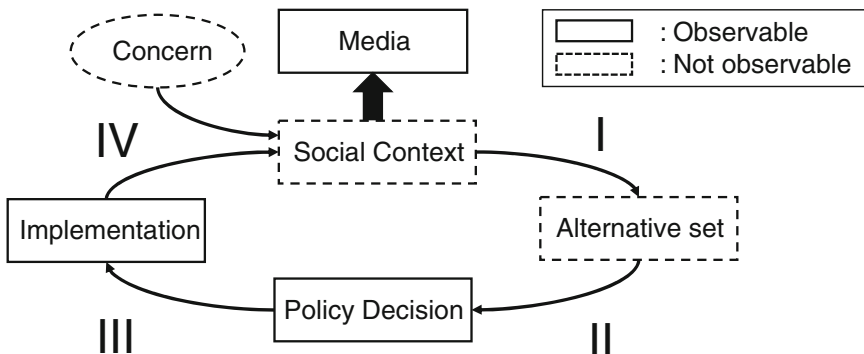 Concern
Media
: Observable
: Not observable
IV
Social Context
I
Implementation
Alternative set
Policy Decision
III
II